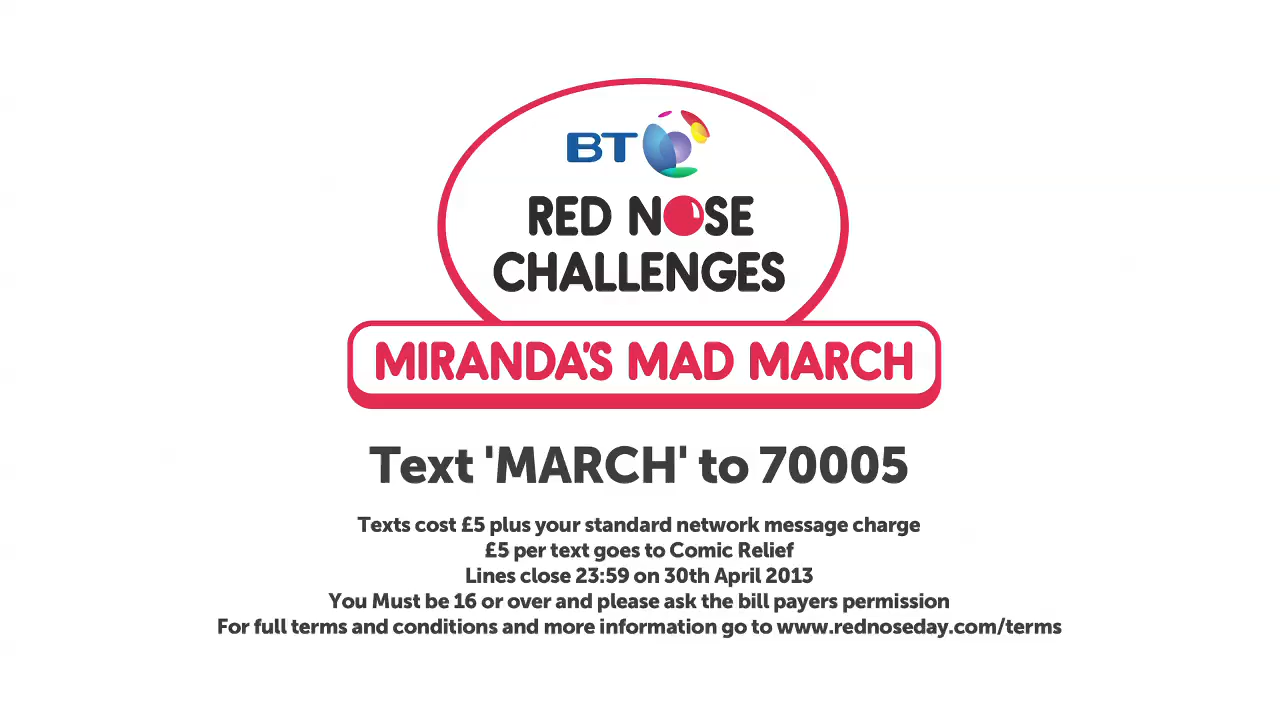 BT
RED NOSE
CHALLENGES
MIRANDA'S MAD MARCH
Text 'MARCH' to 70005
Texts cost £5 plus your standard network message charge
£5 per text goes to Comic Relief
Lines close 23:59 on 30th April 2013
You Must be 16 or over and please ask the bill payers permission
For full terms and conditions and more information go to www.rednoseday.com/terms